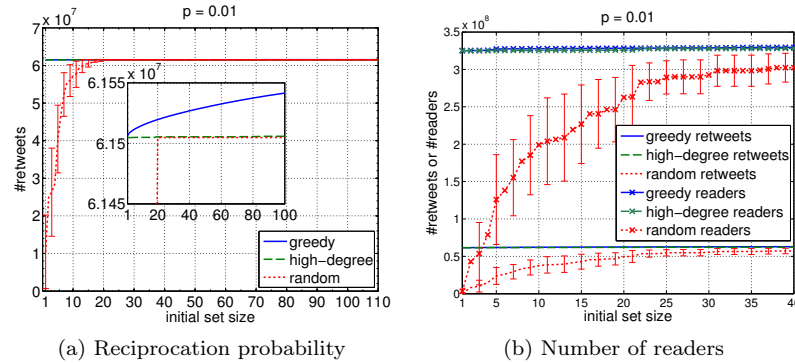 p = 0.01
x 10^7
7
6
5
4
3
2
1
0
#retweets
1 10 20 30 40 50 60 70 80 90 100 110
initial set size
6.155 x 10^7
6.15
6.145
1 20 40 60 80 100
greedy
high-degree
random
(a) Reciprocation probability
p = 0.01
x 10^8
3.5
3
2.5
2
1.5
1
0.5
0
#retweets or #readers
1 5 10 15 20 25 30 35 40
initial set size
greedy retweets
high-degree retweets
random retweets
greedy readers
high-degree readers
random readers
(b) Number of readers